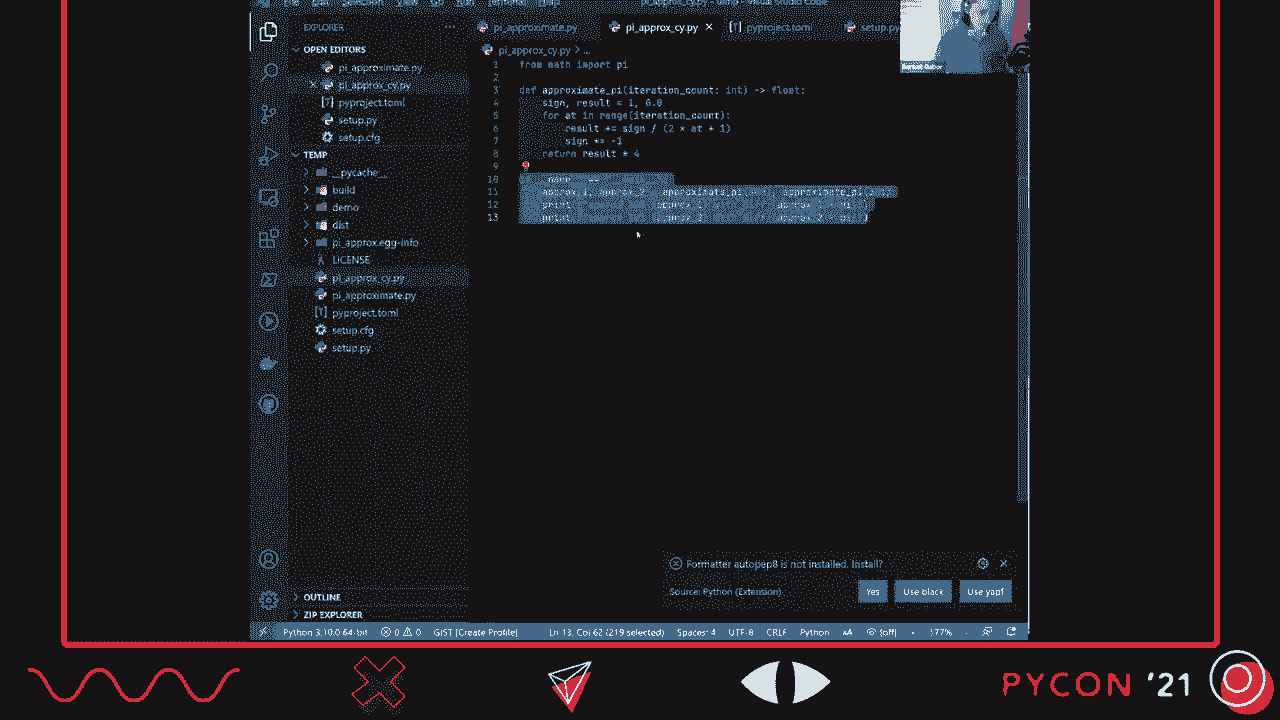 EXPLORER
OPEN EDITORS
pi_approximate.py
pi_approx_cy.py
pyproject.toml
setup.py
setup.cfg
TEMP
__pycache__
build
demo
dist
pi_approx.egg-info
LICENSE
pi_approx_cy.py
pi_approximate.py
pyproject.toml
setup.cfg
setup.py
OUTLINE
ZIP EXPLORER
pi_approximate.py
pi_approx_cy.py
pyproject.toml
setup.py
pi_approx_cy.py > ...
1 from math import pi
2
3 def approximate_pi(iteration_count: int) -> float:
4 sign, result = 1, 0.0
5 for at in range(iteration_count):
6 result += sign / (2 * at + 1)
7 sign *= -1
8 return result * 4
9
10 __name__ ==
11 approx_1, approx_2 approximate_pi approximate_pi
12 print approx_1 approx_1 pi
13 print approx_2 approx_2 pi
Formatter autopep8 is not installed. Install?
Source: Python (Extension)
Yes
Use black
Use yapf
Python 3.10.0 64-bit
0
0
GIST [Create Profile]
Ln 13, Col 62 (219 selected)
Spaces: 4
UTF-8
CRLF
Python
(off)
PYCON '21